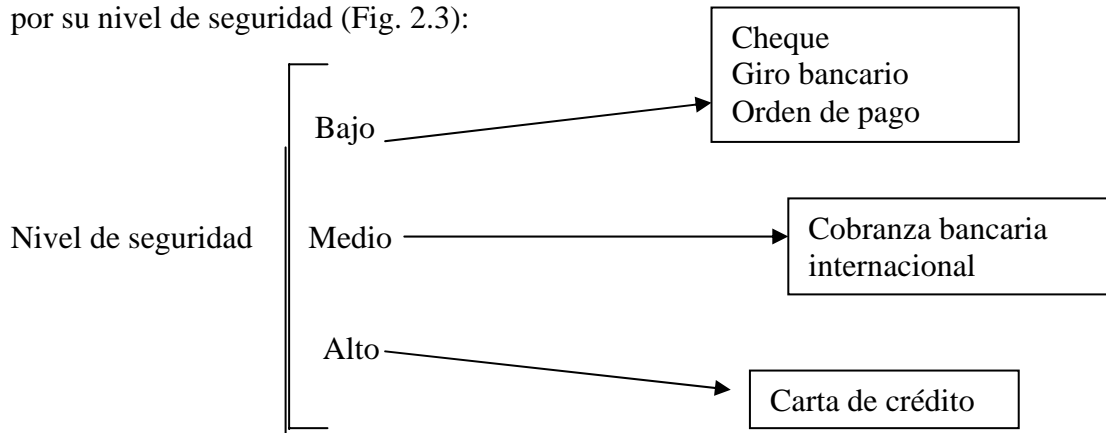 por su nivel de seguridad (Fig. 2.3):
Cheque
Giro bancario
Orden de pago
Bajo
Nivel de seguridad
Medio
Cobranza bancaria
internacional
Alto
Carta de crédito